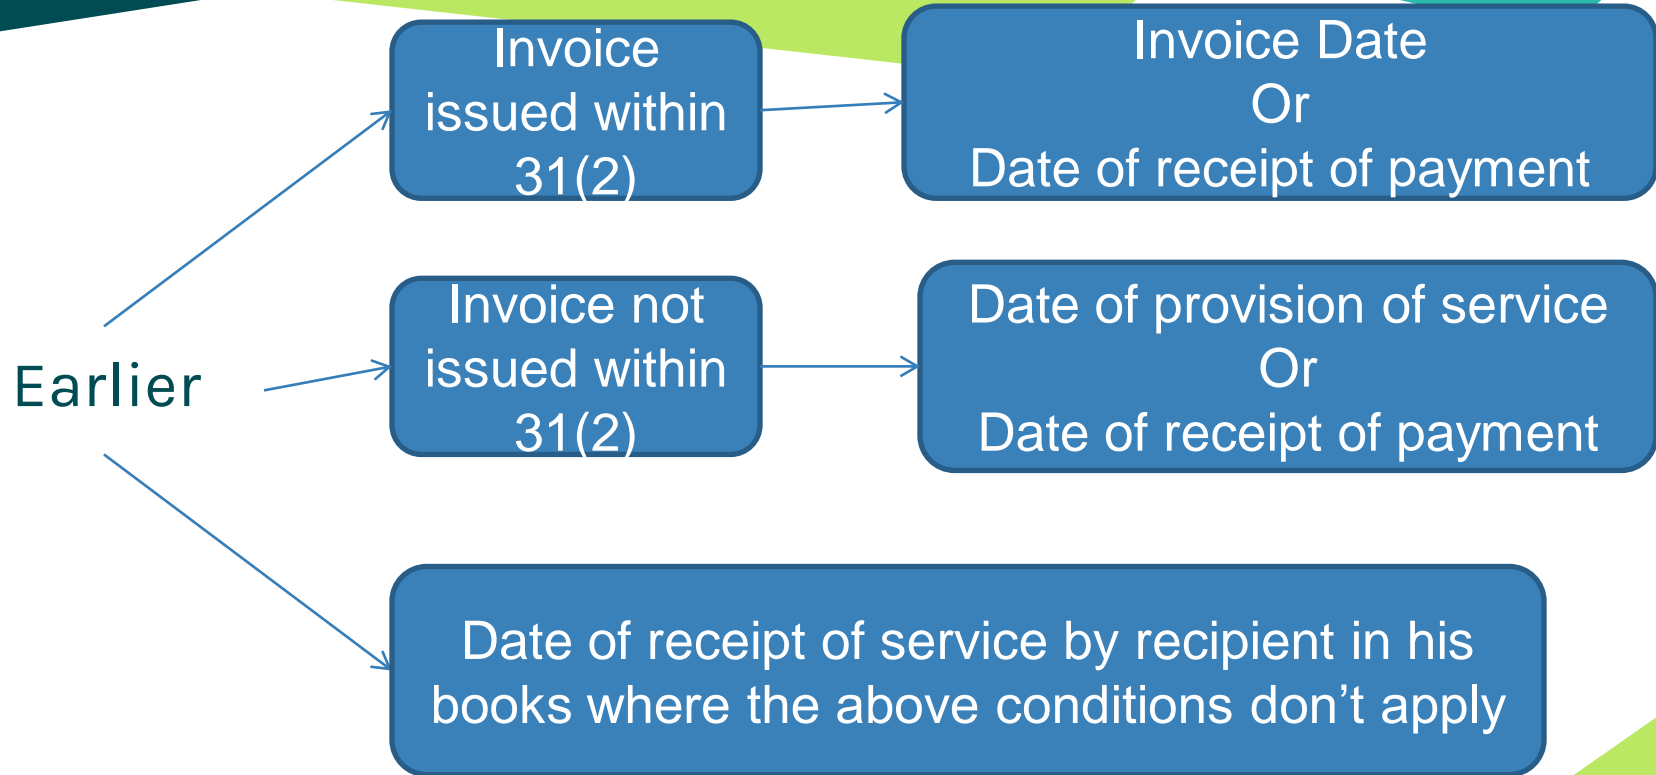 Invoice
issued within
31(2)
Invoice Date
Or
Date of receipt of payment
Earlier
Invoice not
issued within
31(2)
Date of provision of service
Or
Date of receipt of payment
Date of receipt of service by recipient in his
books where the above conditions don’t apply